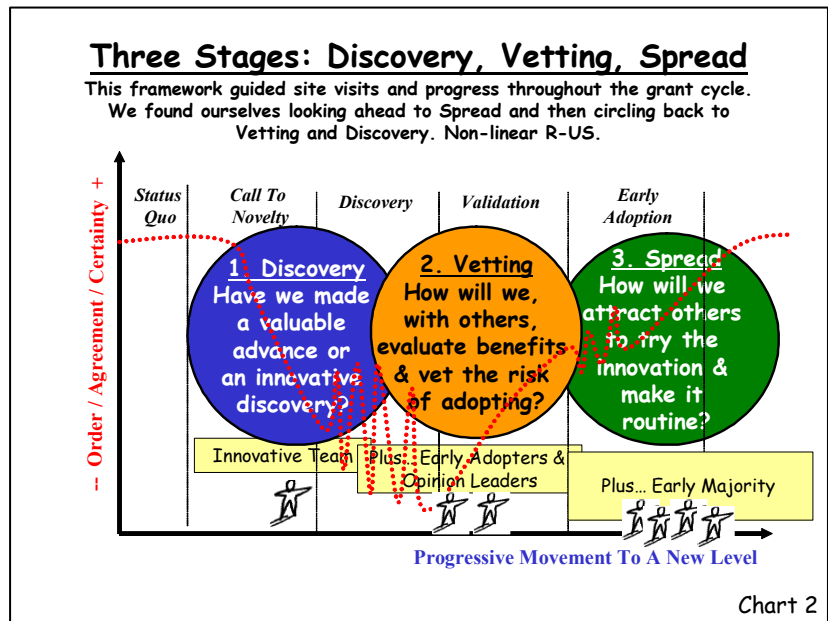 Three Stages: Discovery, Vetting, Spread
This framework guided site visits and progress throughout the grant cycle.
We found ourselves looking ahead to Spread and then circling back to
Vetting and Discovery. Non-linear R-US.
-- Order / Agreement / Certainty +
Status
Quo
Call To
Novelty
Discovery
Validation
Early
Adoption
1. Discovery
Have we made
a valuable
advance or
an innovative
discovery?
2. Vetting
How will we,
with others,
evaluate benefits
& vet the risk
of adopting?
3. Spread
How will we
attract others
to try the
innovation &
make it
routine?
Innovative Team
Plus… Early Adopters &
Opinion Leaders
Plus… Early Majority
Progressive Movement To A New Level
Chart 2